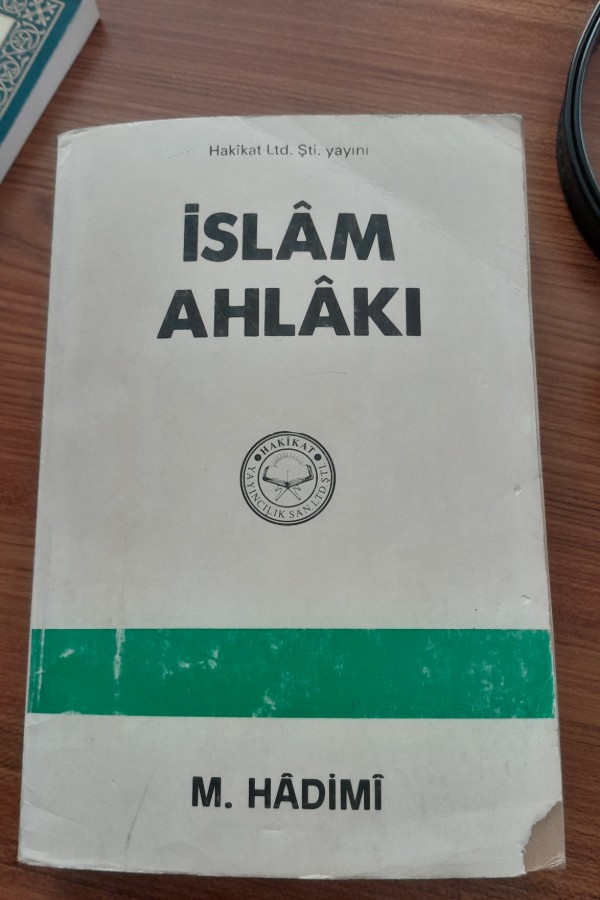 Hakîkat Ltd. Şti. yayını
İSLÂM
AHLÂKI
HAKÎKAT
YAYINCILIK SAN. LTD. ŞTİ.
M. HÂDİMÎ